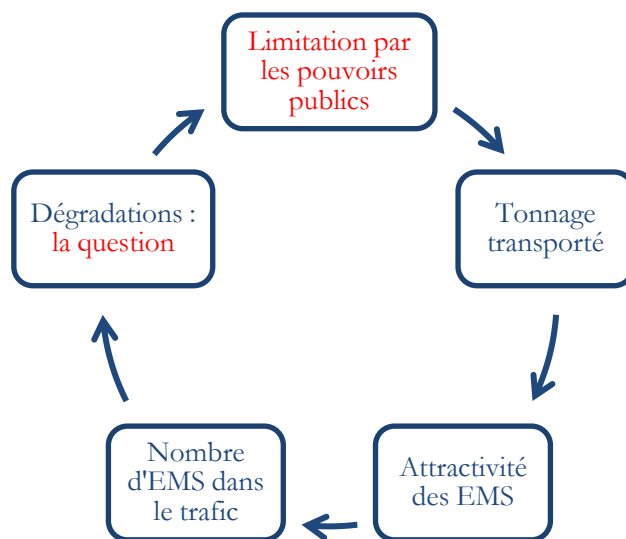 Limitation par
les pouvoirs
publics
Tonnage
transporté
Attractivité
des EMS
Nombre
d'EMS dans
le trafic
Dégradations :
la question